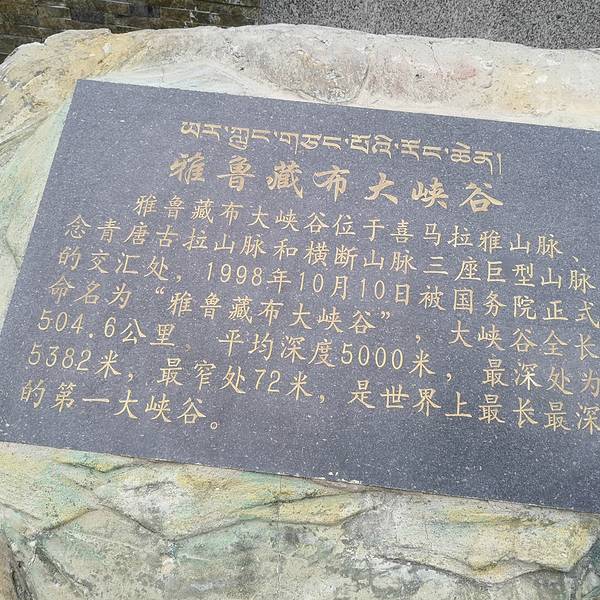 ཡར་ཀླུང་གཙང་པོའི་རོང་ཆེན།
雅鲁藏布大峡谷
雅鲁藏布大峡谷位于喜马拉雅山脉、
念青唐古拉山脉和横断山脉三座巨型山脉
的交汇处，1998年10月10日被国务院正式
命名为“雅鲁藏布大峡谷”，大峡谷全长
504.6公里，平均深度5000米，最深处为
5382米，最窄处72米，是世界上最长最深
的第一大峡谷。